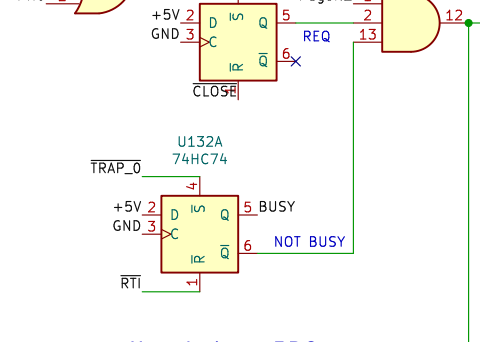 +5V 2 D S Q 5 2 12
GND 3 C REQ 13
R Q 6
CLOSE
U132A
74HC74
TRAP_0
4
+5V 2 D S Q 5 BUSY
GND 3 C
R Q 6 NOT BUSY
RTI 1